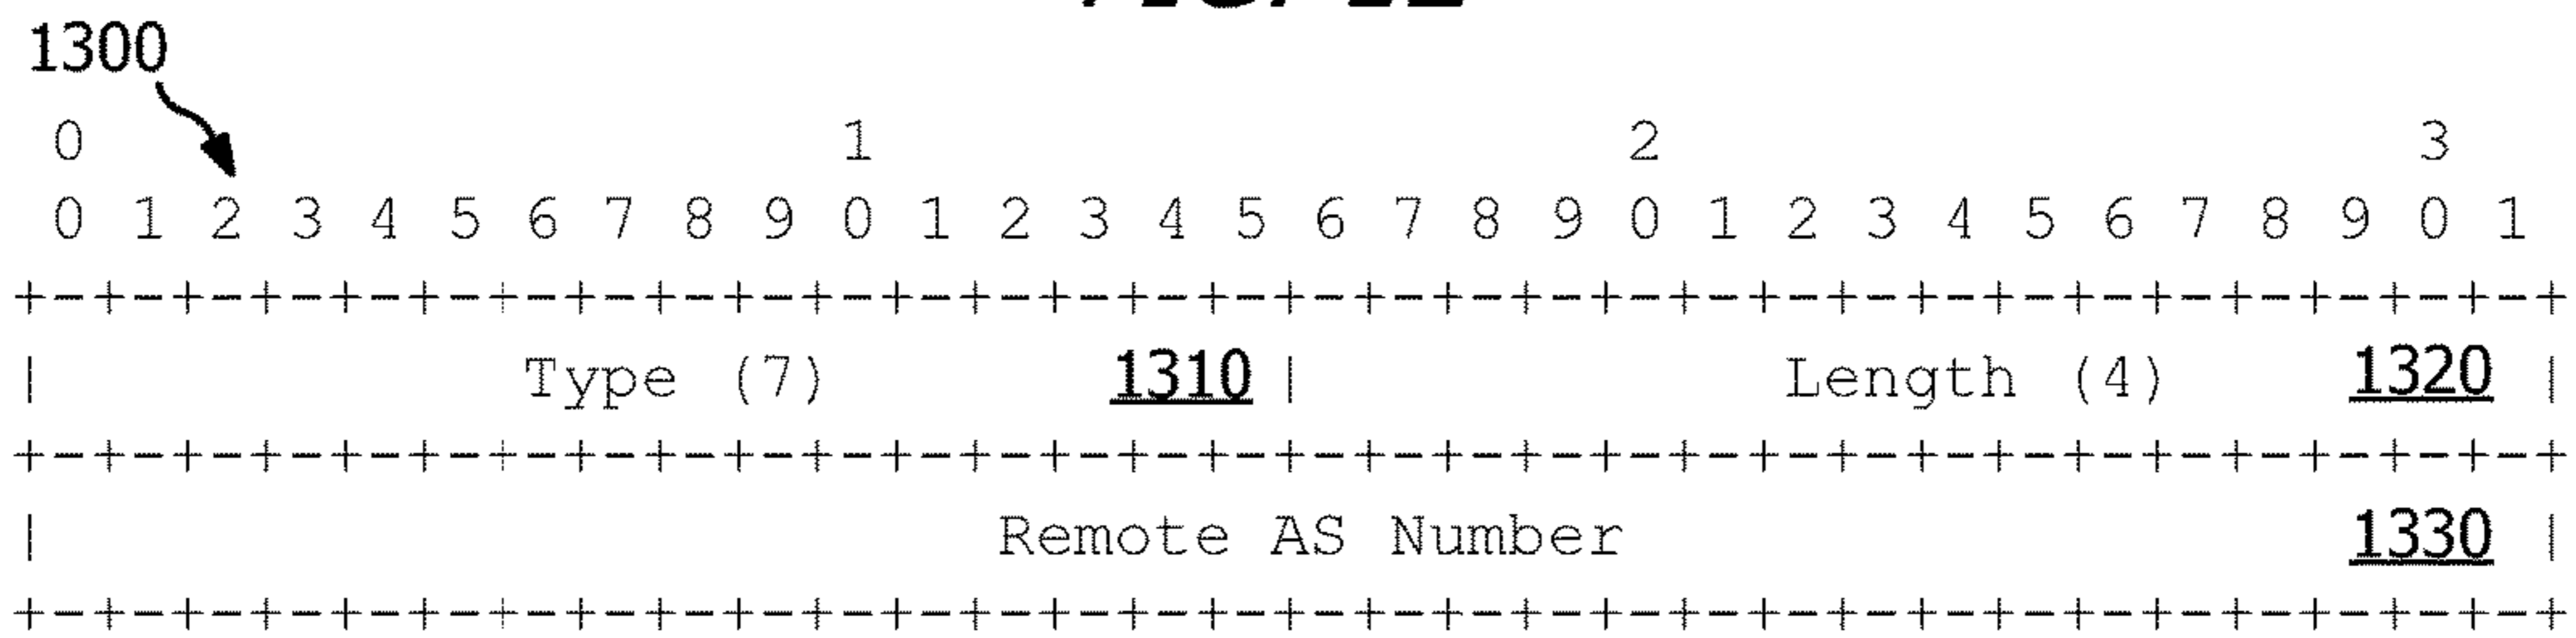 1300
0 1 2 3
0 1 2 3 4 5 6 7 8 9 0 1 2 3 4 5 6 7 8 9 0 1 2 3 4 5 6 7 8 9 0 1
+-+-+-+-+-+-+-+-+-+-+-+-+-+-+-+-+-+-+-+-+-+-+-+-+-+-+-+-+-+-+-+-+
| Type (7) 1310 | Length (4) 1320 |
+-+-+-+-+-+-+-+-+-+-+-+-+-+-+-+-+-+-+-+-+-+-+-+-+-+-+-+-+-+-+-+-+
| Remote AS Number 1330 |
+-+-+-+-+-+-+-+-+-+-+-+-+-+-+-+-+-+-+-+-+-+-+-+-+-+-+-+-+-+-+-+-+